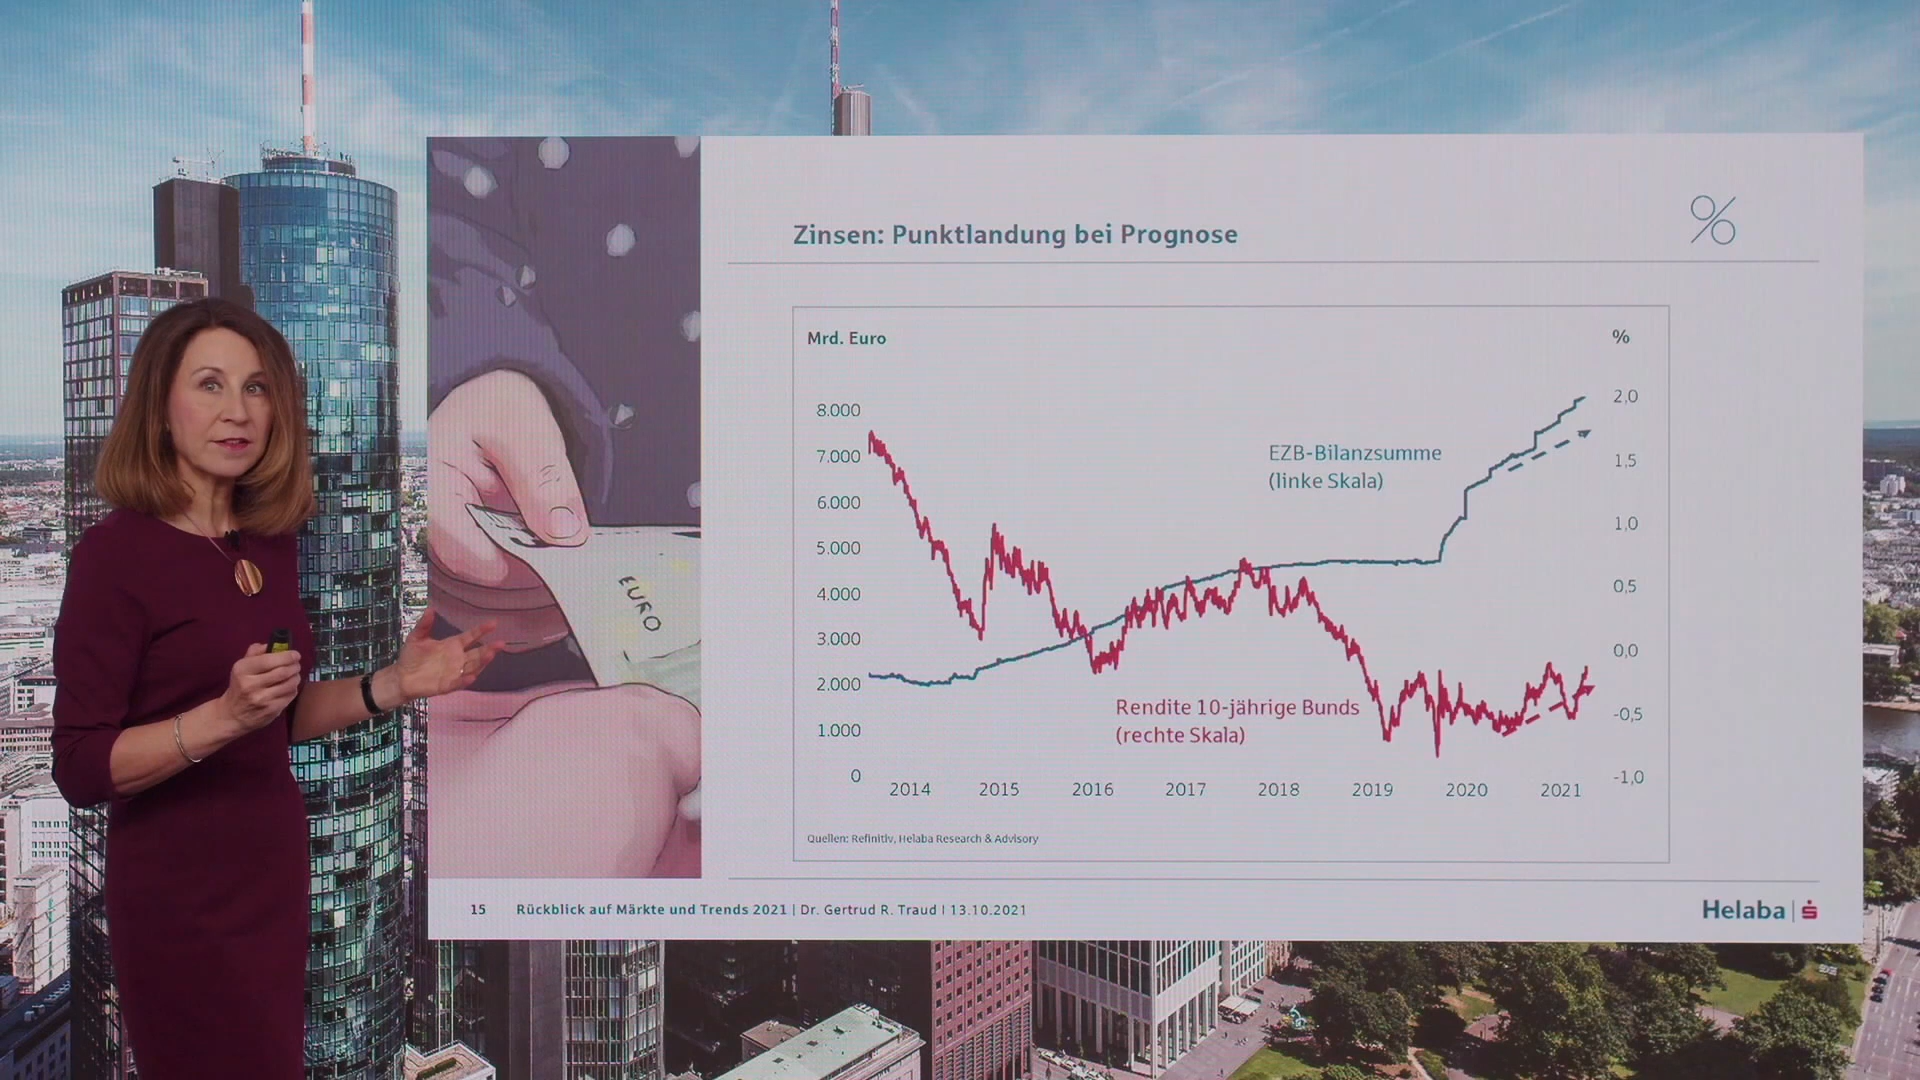 Zinsen: Punktlandung bei Prognose
Mrd. Euro
%
8.000
7.000
6.000
5.000
4.000
3.000
2.000
1.000
0
2,0
1,5
1,0
0,5
0,0
-0,5
-1,0
EZB-Bilanzsumme
(linke Skala)
Rendite 10-jährige Bunds
(rechte Skala)
2014 2015 2016 2017 2018 2019 2020 2021
Quellen: Refinitiv, Helaba Research & Advisory
EURO
15 Rückblick auf Märkte und Trends 2021 | Dr. Gertrud R. Traud | 13.10.2021
Helaba